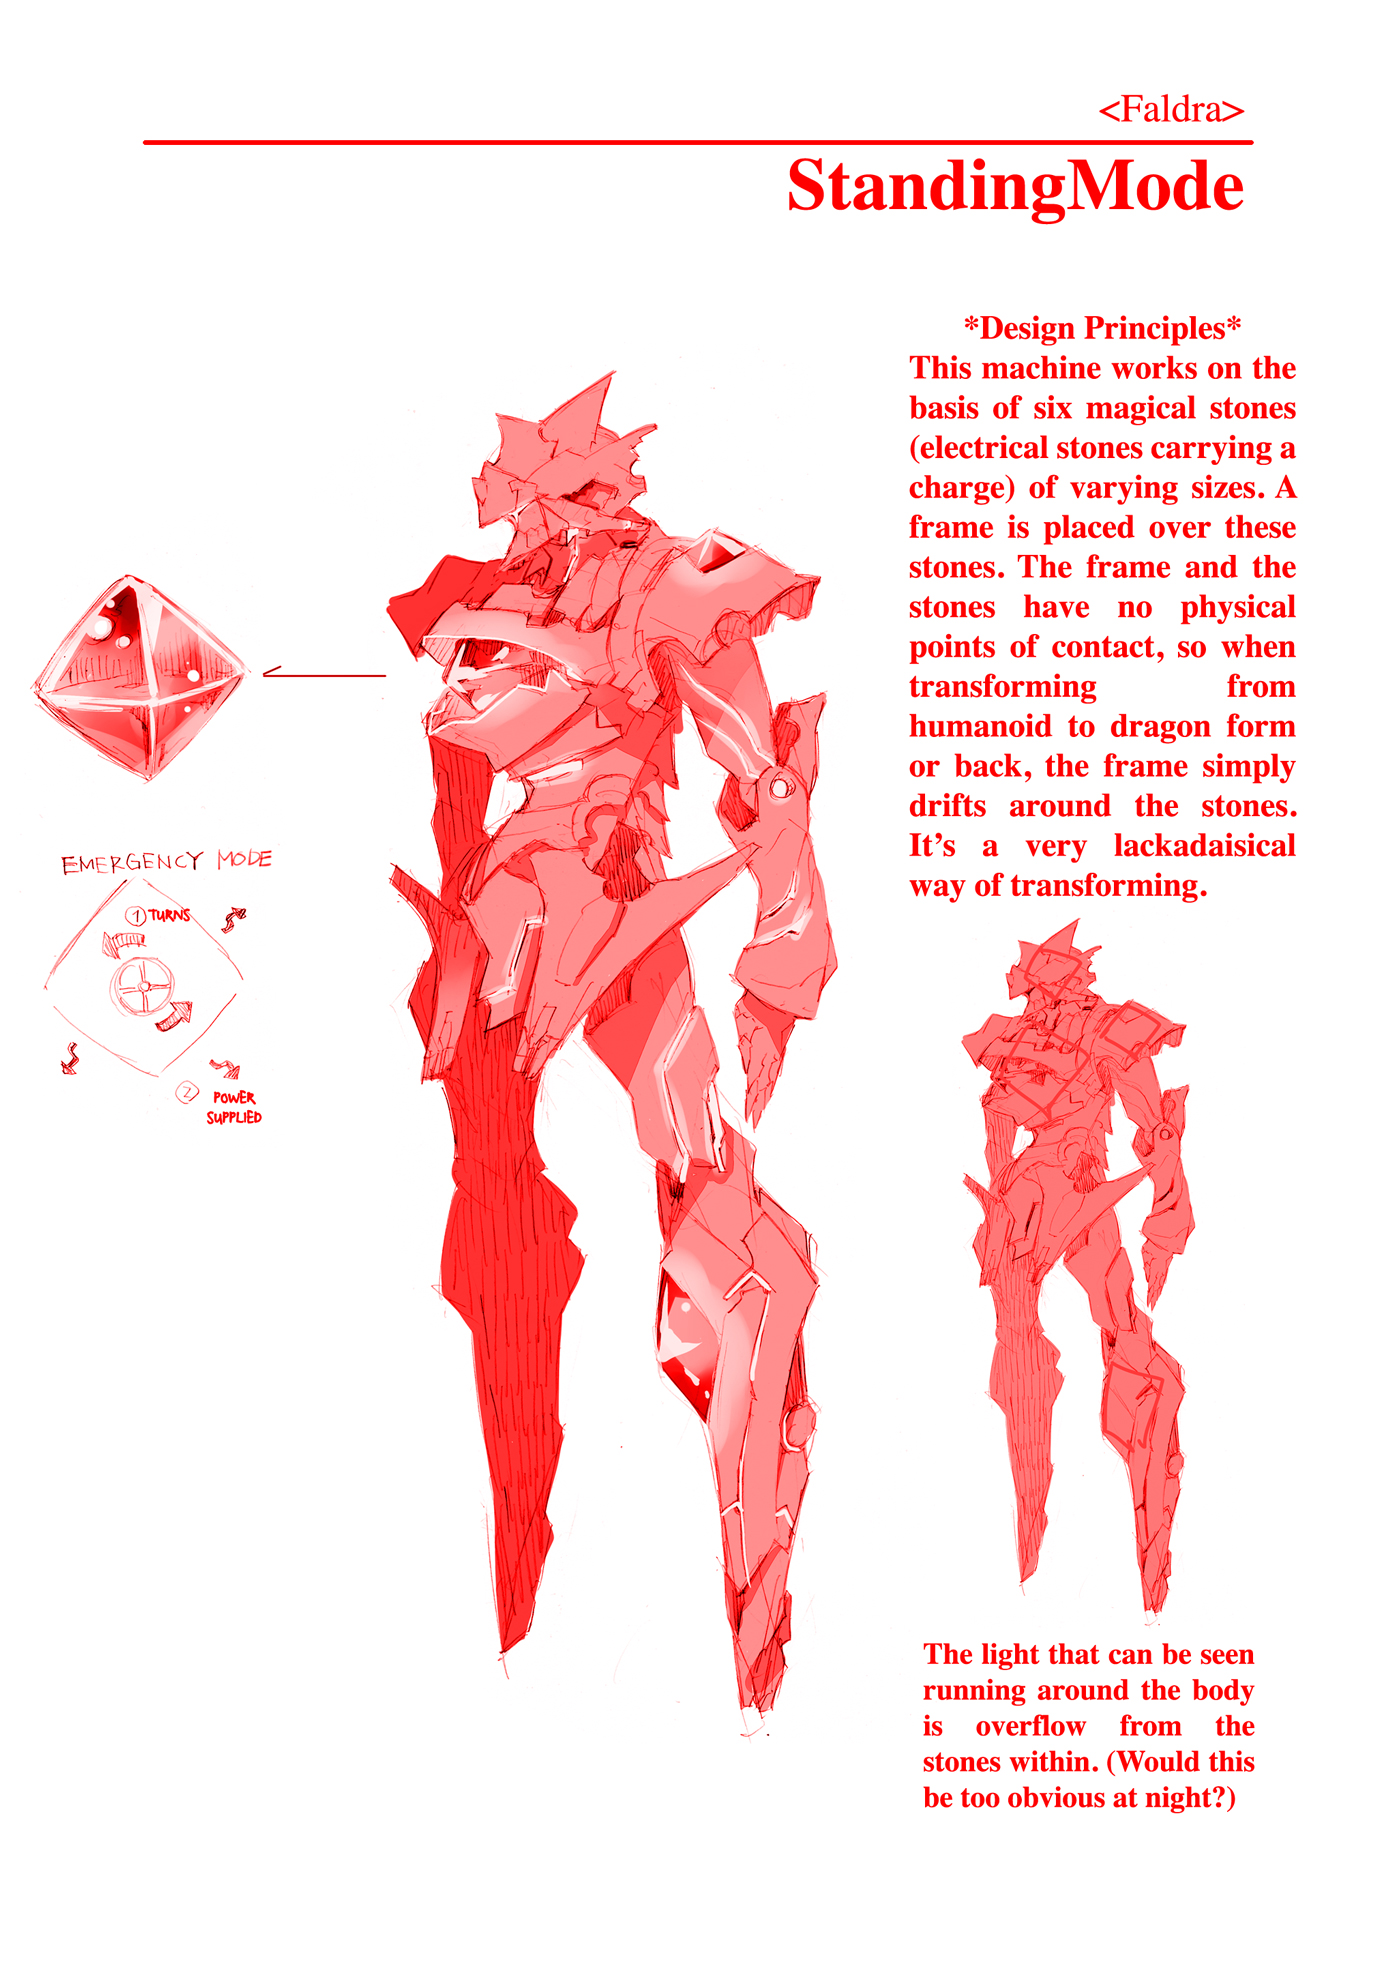 <Faldra>
StandingMode
*Design Principles*
This machine works on the
basis of six magical stones
(electrical stones carrying a
charge) of varying sizes. A
frame is placed over these
stones. The frame and the
stones have no physical
points of contact, so when
transforming from
humanoid to dragon form
or back, the frame simply
drifts around the stones.
It's a very lackadaisical
way of transforming.
EMERGENCY MODE
1 TURNS
2 POWER
SUPPLIED
The light that can be seen
running around the body
is overflow from the
stones within. (Would this
be too obvious at night?)